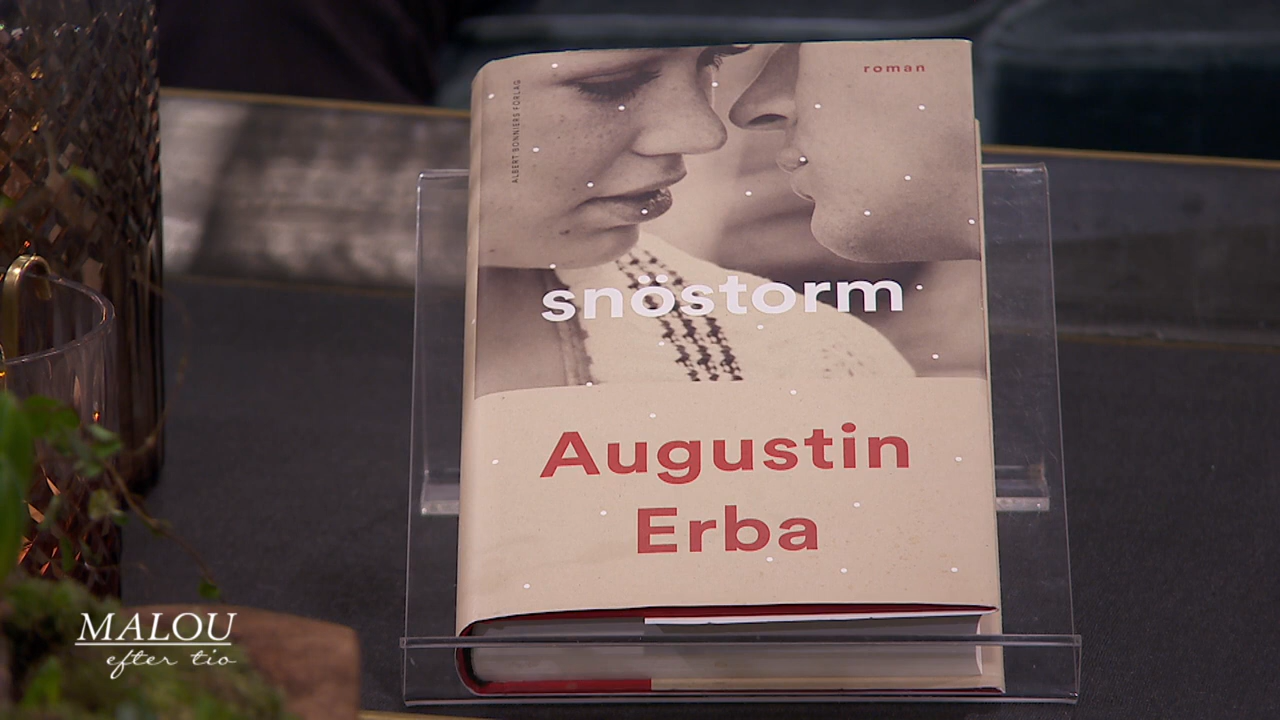 roman
ALBERT BONNIERS FÖRLAG
snöstorm
Augustin
Erba
MALOU
efter tio